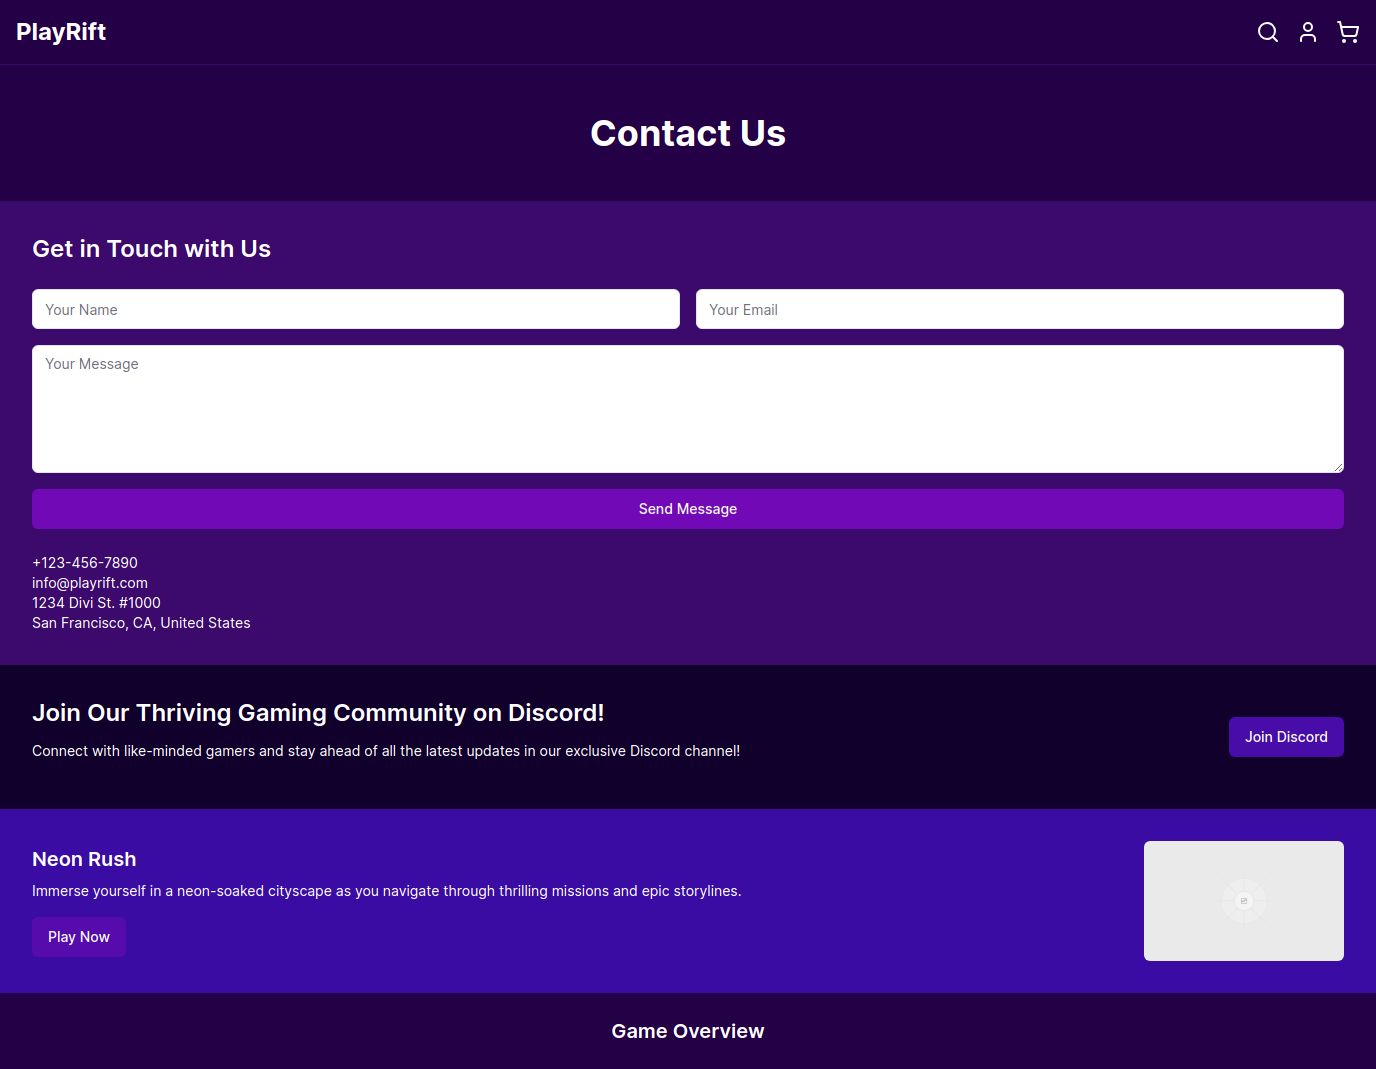 PlayRift
Contact Us
Get in Touch with Us
Your Name
Your Email
Your Message
Send Message
+123-456-7890
info@playrift.com
1234 Divi St. #1000
San Francisco, CA, United States
Join Our Thriving Gaming Community on Discord!
Connect with like-minded gamers and stay ahead of all the latest updates in our exclusive Discord channel!
Join Discord
Neon Rush
Immerse yourself in a neon-soaked cityscape as you navigate through thrilling missions and epic storylines.
Play Now
Game Overview